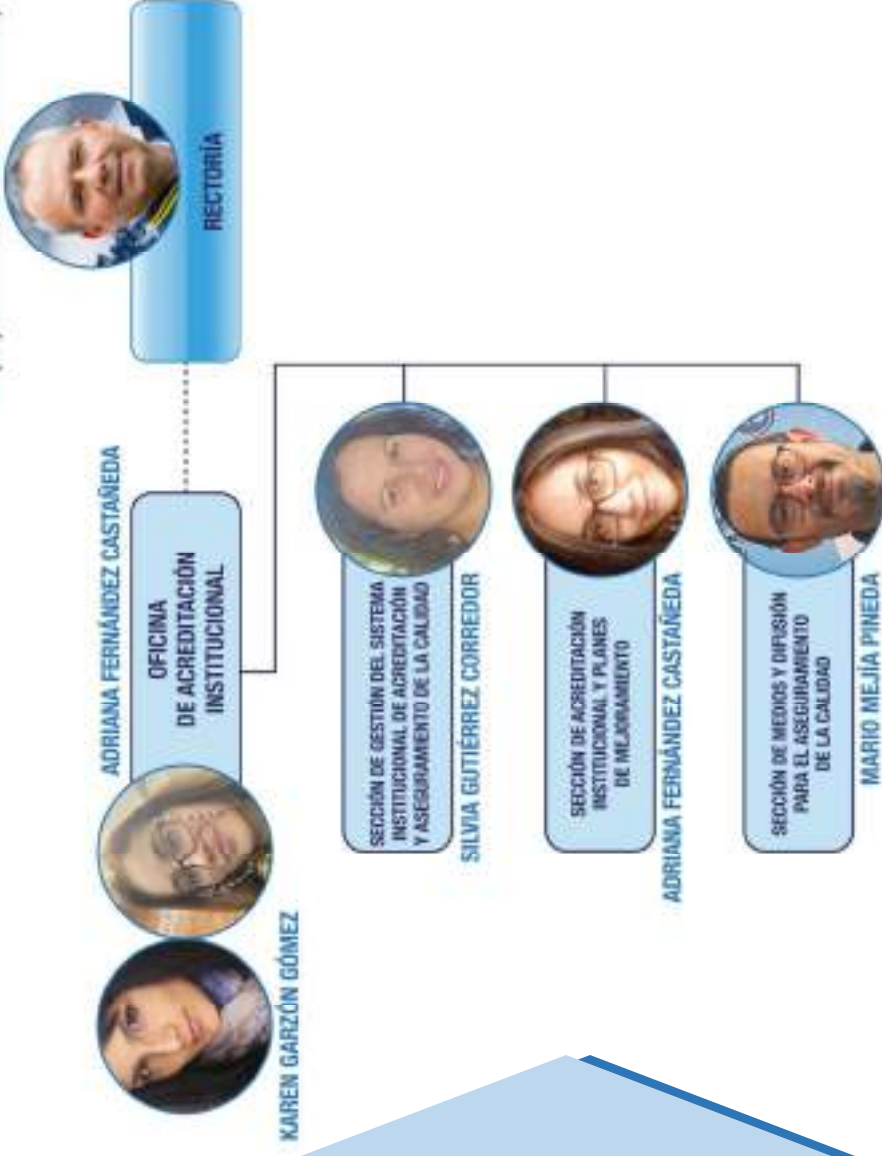 RECTORÍA
ADRIANA FERNÁNDEZ CASTAÑEDA
OFICINA
DE ACREDITACIÓN
INSTITUCIONAL
KAREN GARZÓN GÓMEZ
SECCIÓN DE GESTIÓN DEL SISTEMA
INSTITUCIONAL DE ACREDITACIÓN
Y ASEGURAMIENTO DE LA CALIDAD
SILVIA GUTIÉRREZ CORREDOR
SECCIÓN DE ACREDITACIÓN
INSTITUCIONAL Y PLANES
DE MEJORAMIENTO
ADRIANA FERNÁNDEZ CASTAÑEDA
SECCIÓN DE MEDIOS Y DIFUSIÓN
PARA EL ASEGURAMIENTO
DE LA CALIDAD
MARIO MEJÍA PINEDA